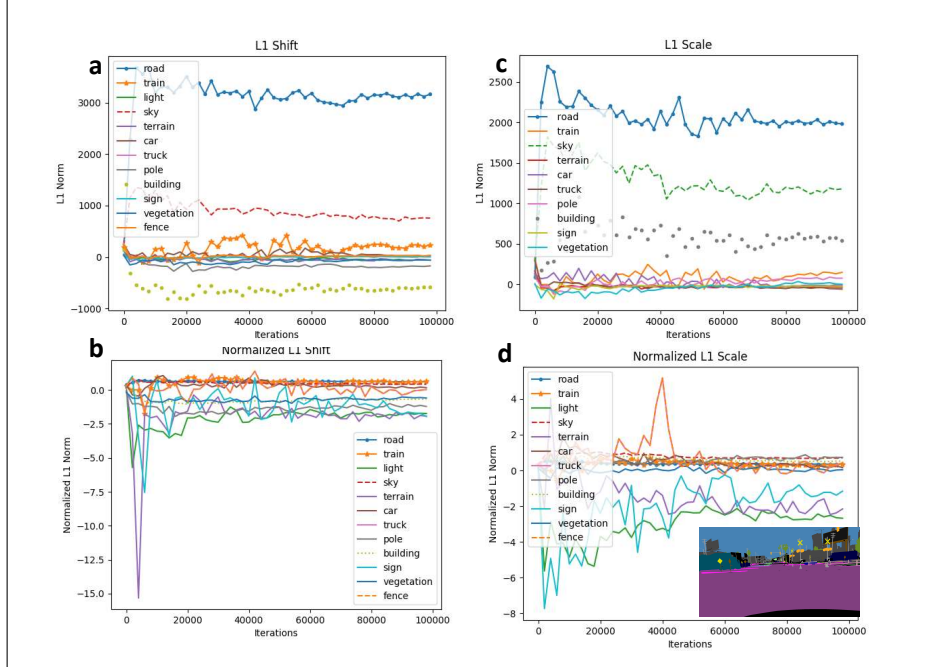 a
L1 Shift
L1 Norm
3000
2000
1000
0
−1000
road
train
light
sky
terrain
car
truck
pole
building
sign
vegetation
fence
0
20000
40000
60000
80000
100000
Iterations
c
L1 Scale
L1 Norm
2500
2000
1500
1000
500
0
road
train
sky
terrain
car
truck
pole
building
sign
vegetation
0
20000
40000
60000
80000
100000
Iterations
b
Normalized L1 Shift
Normalized L1 Norm
0.0
−2.5
−5.0
−7.5
−10.0
−12.5
−15.0
road
train
light
sky
terrain
car
truck
pole
building
sign
vegetation
fence
0
20000
40000
60000
80000
100000
Iterations
d
Normalized L1 Scale
Normalized L1 Norm
4
2
0
−2
−4
−6
−8
road
train
light
sky
terrain
car
truck
pole
building
sign
vegetation
fence
0
20000
40000
60000
80000
100000
Iterations